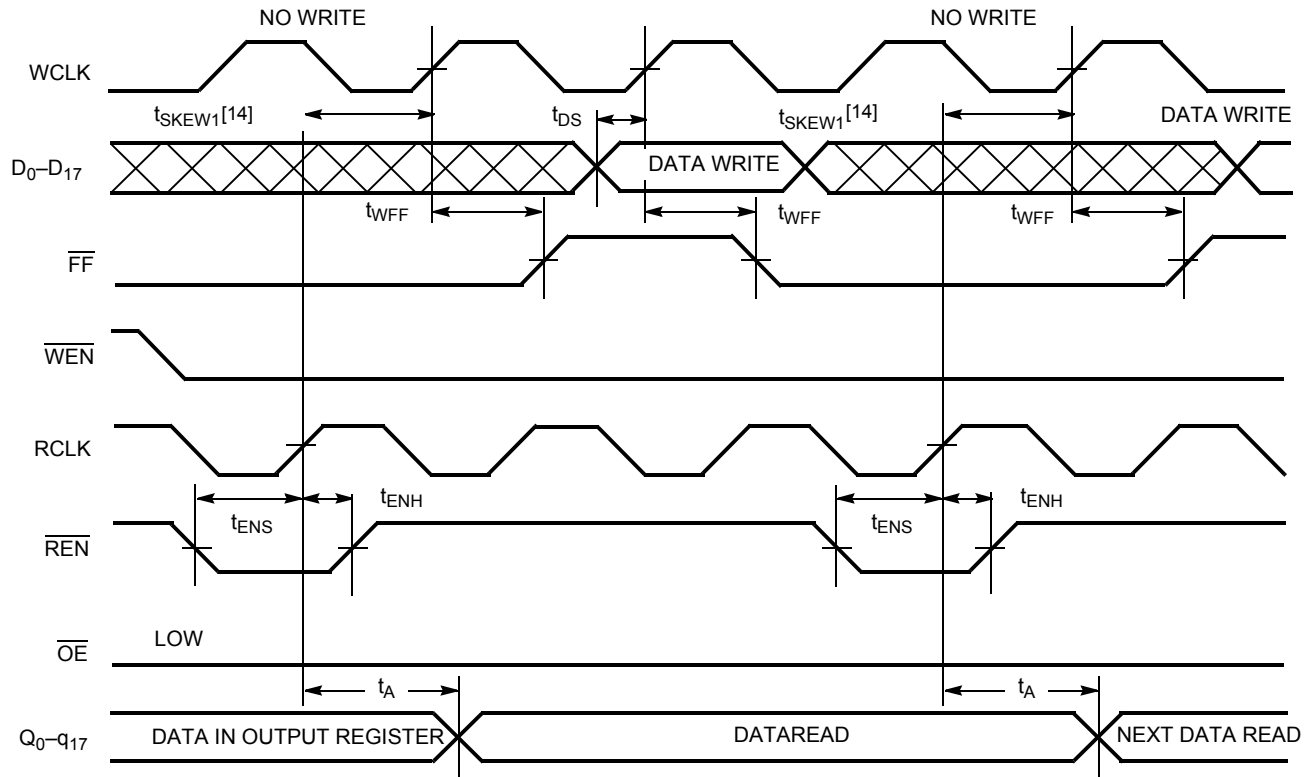 NO WRITE NO WRITE
WCLK
tSKEW1[14] tDS tSKEW1[14] DATA WRITE
D0–D17 DATA WRITE
tWFF tWFF tWFF
FF
WEN
RCLK
tENS tENH tENS tENH
REN
OE LOW
tA tA
Q0–q17 DATA IN OUTPUT REGISTER DATAREAD NEXT DATA READ